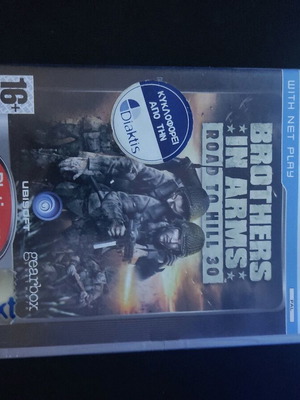 WITH NET PLAY
BROTHERS
IN ARMS
ROAD TO HILL 30
ΚΥΚΛΟΦΟΡΕΙ
ΑΠΟ ΤΗΝ
Diaktis
16+
UBISOFT
gearbox